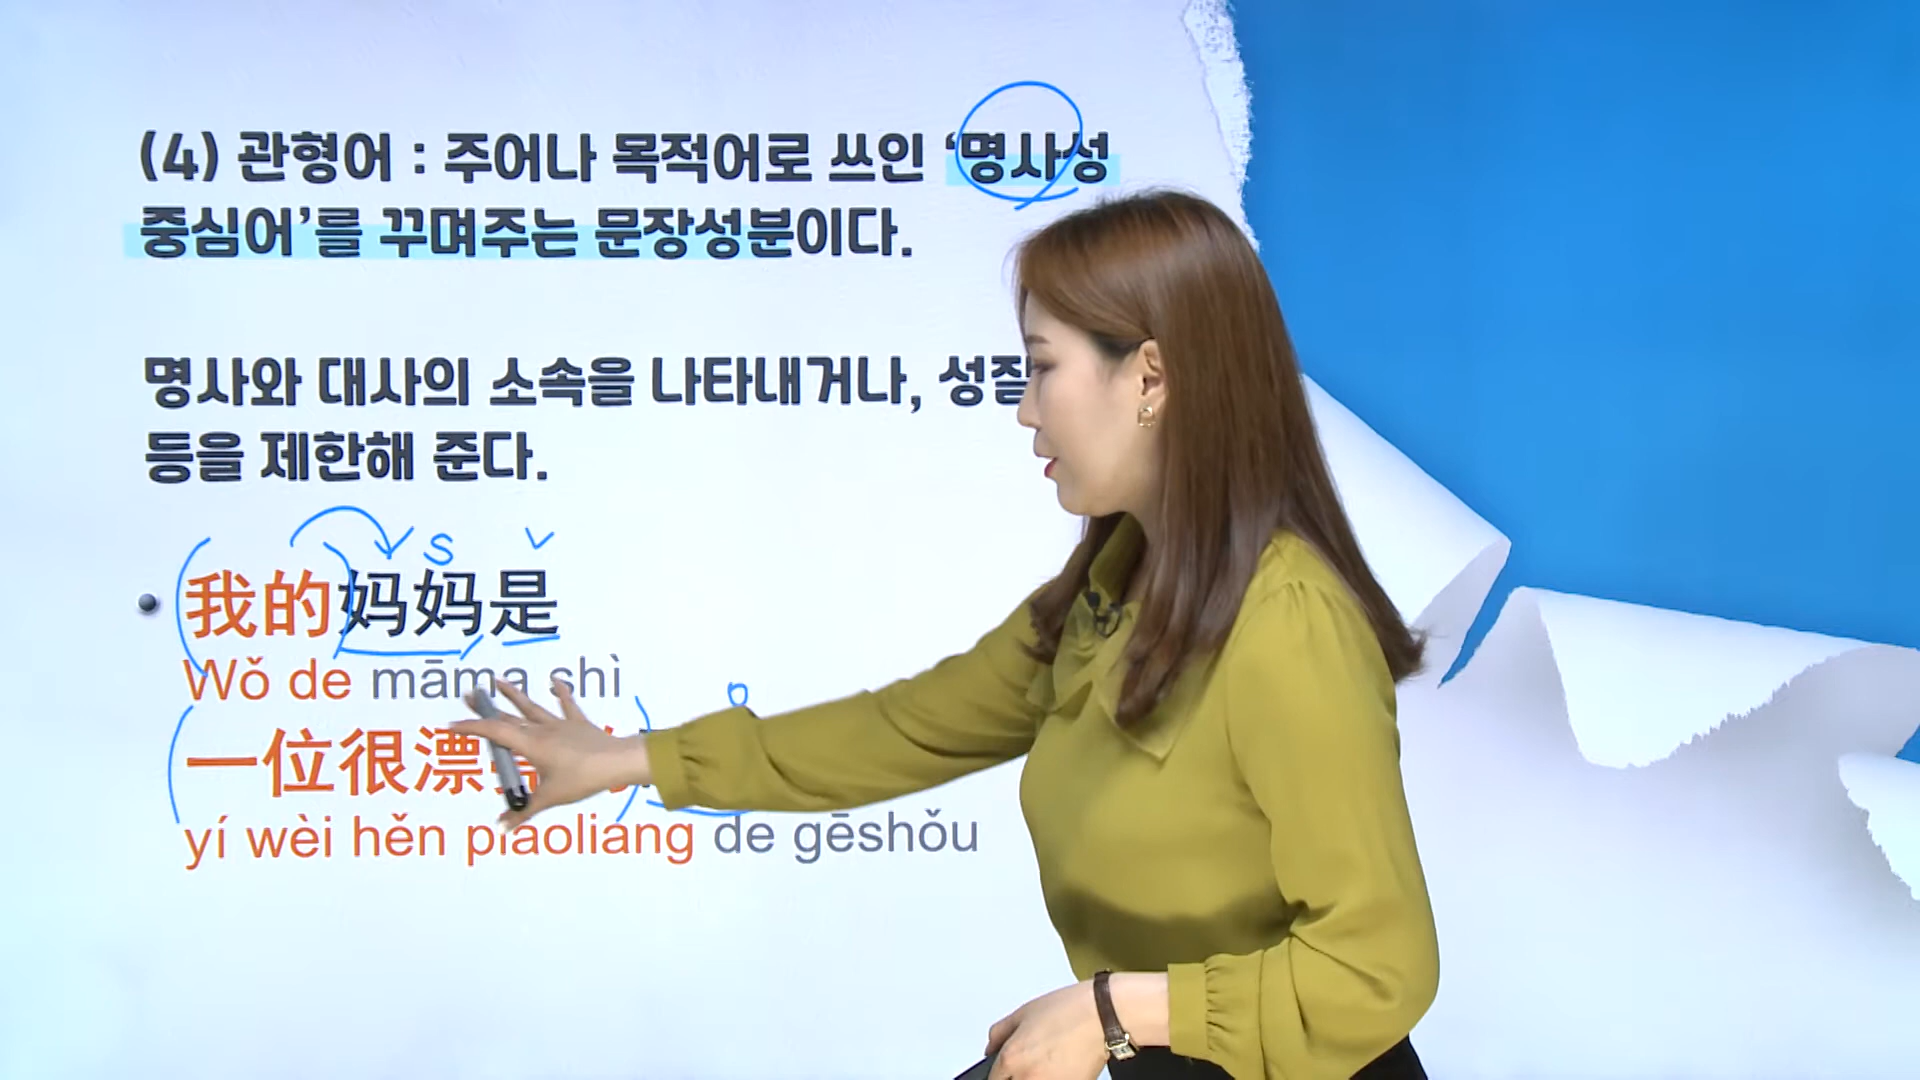 (4) 관형어 : 주어나 목적어로 쓰인 ‘명사성
중심어’를 꾸며주는 문장성분이다.
명사와 대사의 소속을 나타내거나, 성질
등을 제한해 준다.
S v
我的妈妈是
Wǒ de māma shì
o
一位很漂
yí wèi hěn piàoliang de gēshǒu